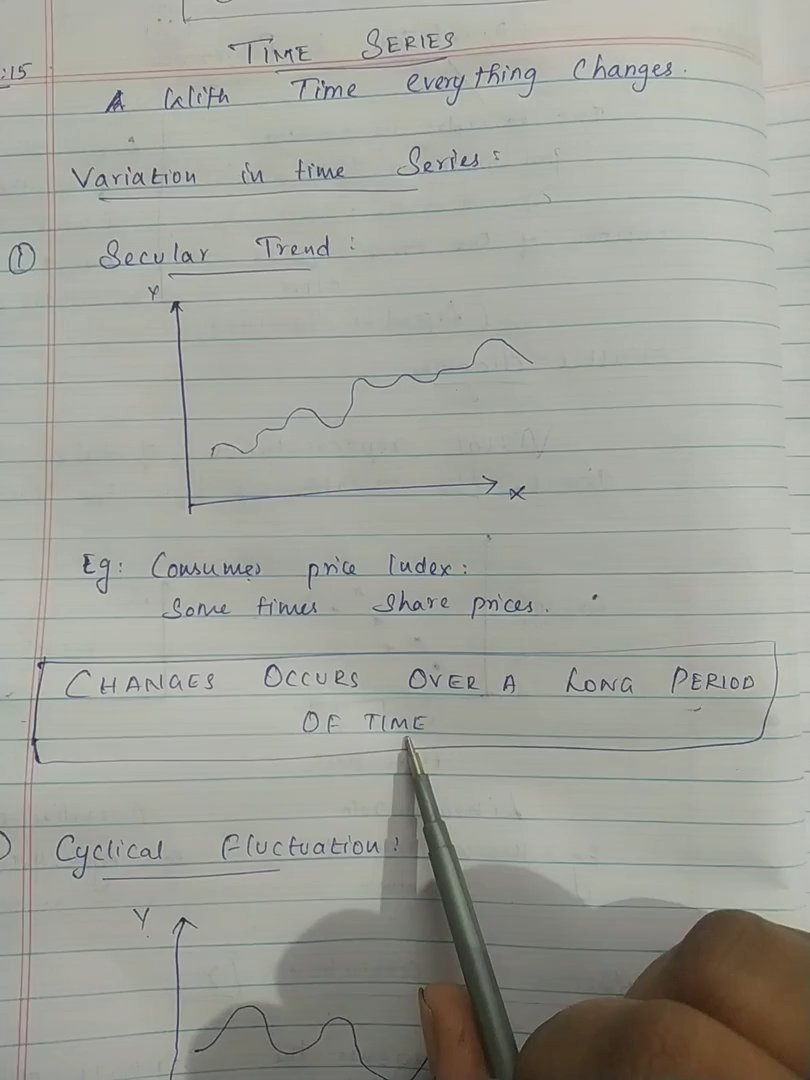 TIME SERIES
:15
With Time everything Changes.
Variation in time Series:
① Secular Trend:
Y
X
Eg: Consumer price Index:
Some times Share prices.
CHANGES OCCURS OVER A LONG PERIOD
OF TIME
Cyclical Fluctuation:
Y